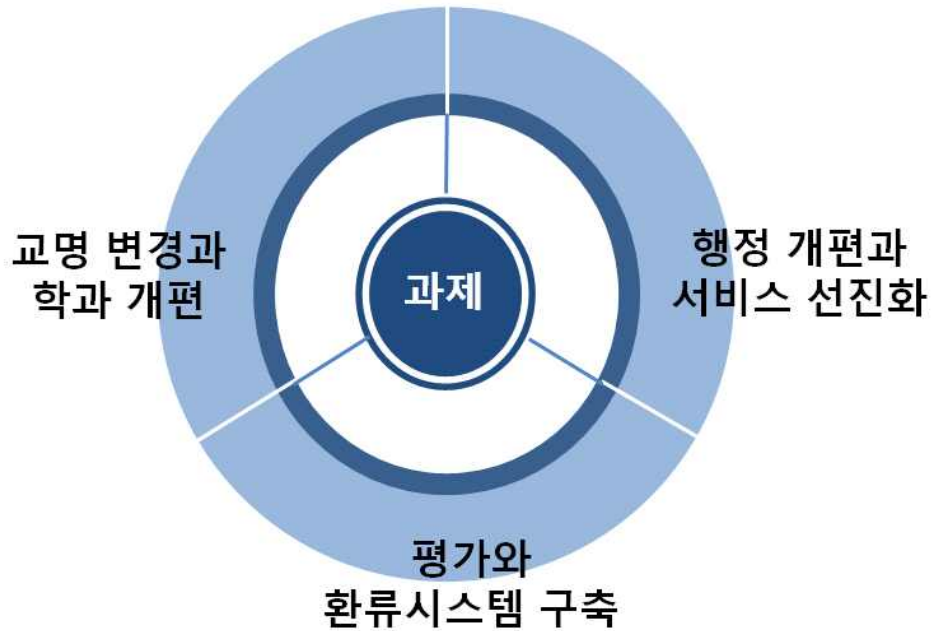 교명 변경과
학과 개편
과제
행정 개편과
서비스 선진화
평가와
환류시스템 구축